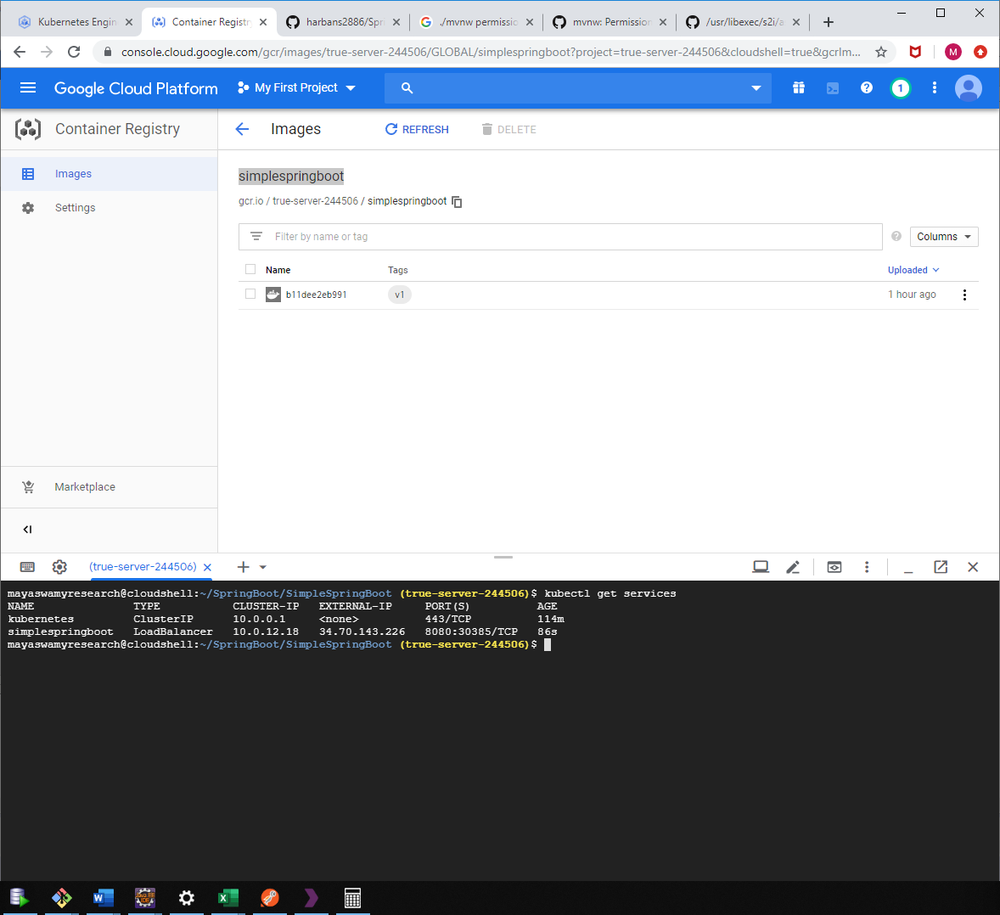 Kubernetes Engin
Container Registry
harbans2886/Spr
./mvnw permissio
mvnw: Permission
/usr/libexec/s2i/a
console.cloud.google.com/gcr/images/true-server-244506/GLOBAL/simplespringboot?project=true-server-244506&cloudshell=true&gcrIm...
M
Google Cloud Platform
My First Project
1
Container Registry
Images
REFRESH
DELETE
Images
Settings
simplespringboot
gcr.io / true-server-244506 / simplespringboot
Filter by name or tag
Columns
Name Tags Uploaded
b11dee2eb991 v1 1 hour ago
Marketplace
(true-server-244506)
mayaswamyresearch@cloudshell:~/SpringBoot/SimpleSpringBoot (true-server-244506)$ kubectl get services
NAME TYPE CLUSTER-IP EXTERNAL-IP PORT(S) AGE
kubernetes ClusterIP 10.0.0.1 <none> 443/TCP 114m
simplespringboot LoadBalancer 10.0.12.18 34.70.143.226 8080:30385/TCP 86s
mayaswamyresearch@cloudshell:~/SpringBoot/SimpleSpringBoot (true-server-244506)$